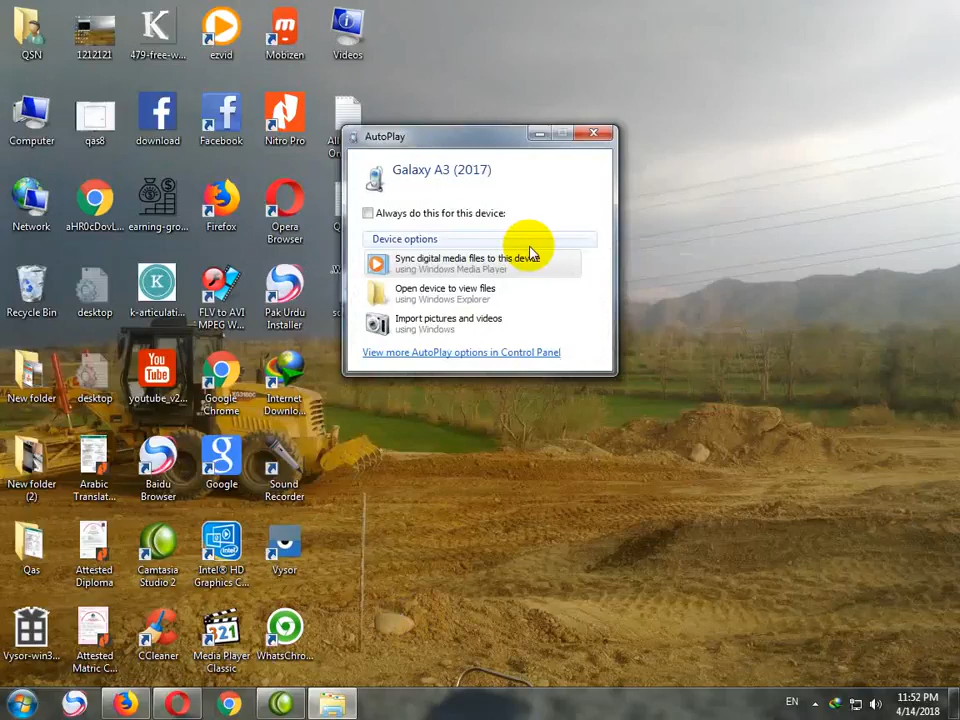 QSN
1212121
479-free-w...
ezvid
Mobizen
Videos
Computer
qas8
download
Facebook
Nitro Pro
Network
aHR0cDovL...
earning-gro...
Firefox
Opera
Browser
Recycle Bin
desktop
k-articulati...
FLV to AVI
MPEG W...
Pak Urdu
Installer
New folder
desktop
youtube_v2...
Google
Chrome
Internet
Downlo...
New folder
(2)
Arabic
Translat...
Baidu
Browser
Google
Sound
Recorder
Qas
Attested
Diploma
Camtasia
Studio 2
Intel® HD
Graphics C...
Vysor
Vysor-win3...
Attested
Matric C...
CCleaner
Media Player
Classic
WhatsChro...
You
Tube
321
AutoPlay
Galaxy A3 (2017)
Always do this for this device:
Device options
Sync digital media files to this device
using Windows Media Player
Open device to view files
using Windows Explorer
Import pictures and videos
using Windows
View more AutoPlay options in Control Panel
EN
11:52 PM
4/14/2018